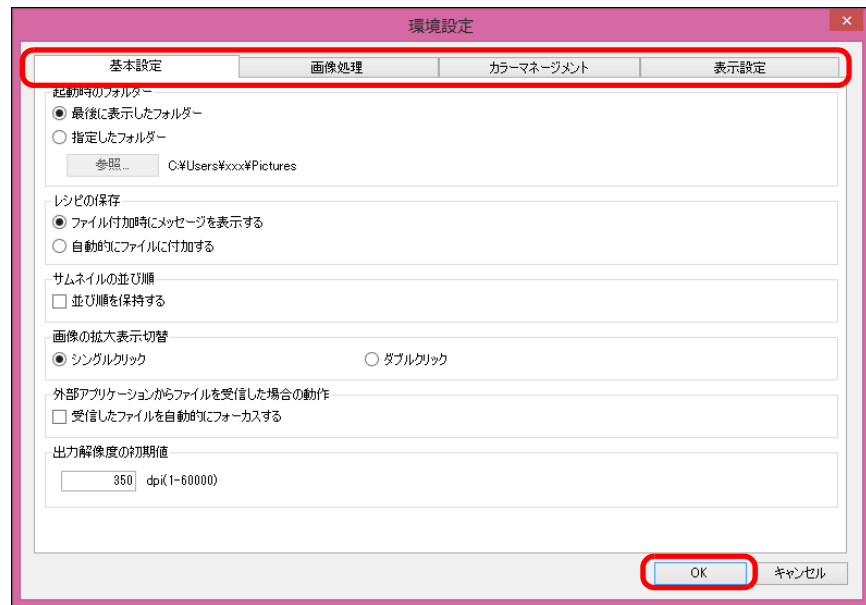 環境設定
×
基本設定 画像処理 カラーマネージメント 表示設定
起動時のフォルダー
最後に表示したフォルダー
指定したフォルダー
参照... C:¥Users¥xxx¥Pictures
レシピの保存
ファイル付加時にメッセージを表示する
自動的にファイルに付加する
サムネイルの並び順
並び順を保持する
画像の拡大表示切替
シングルクリック ダブルクリック
外部アプリケーションからファイルを受信した場合の動作
受信したファイルを自動的にフォーカスする
出力解像度の初期値
350 dpi(1-60000)
OK キャンセル